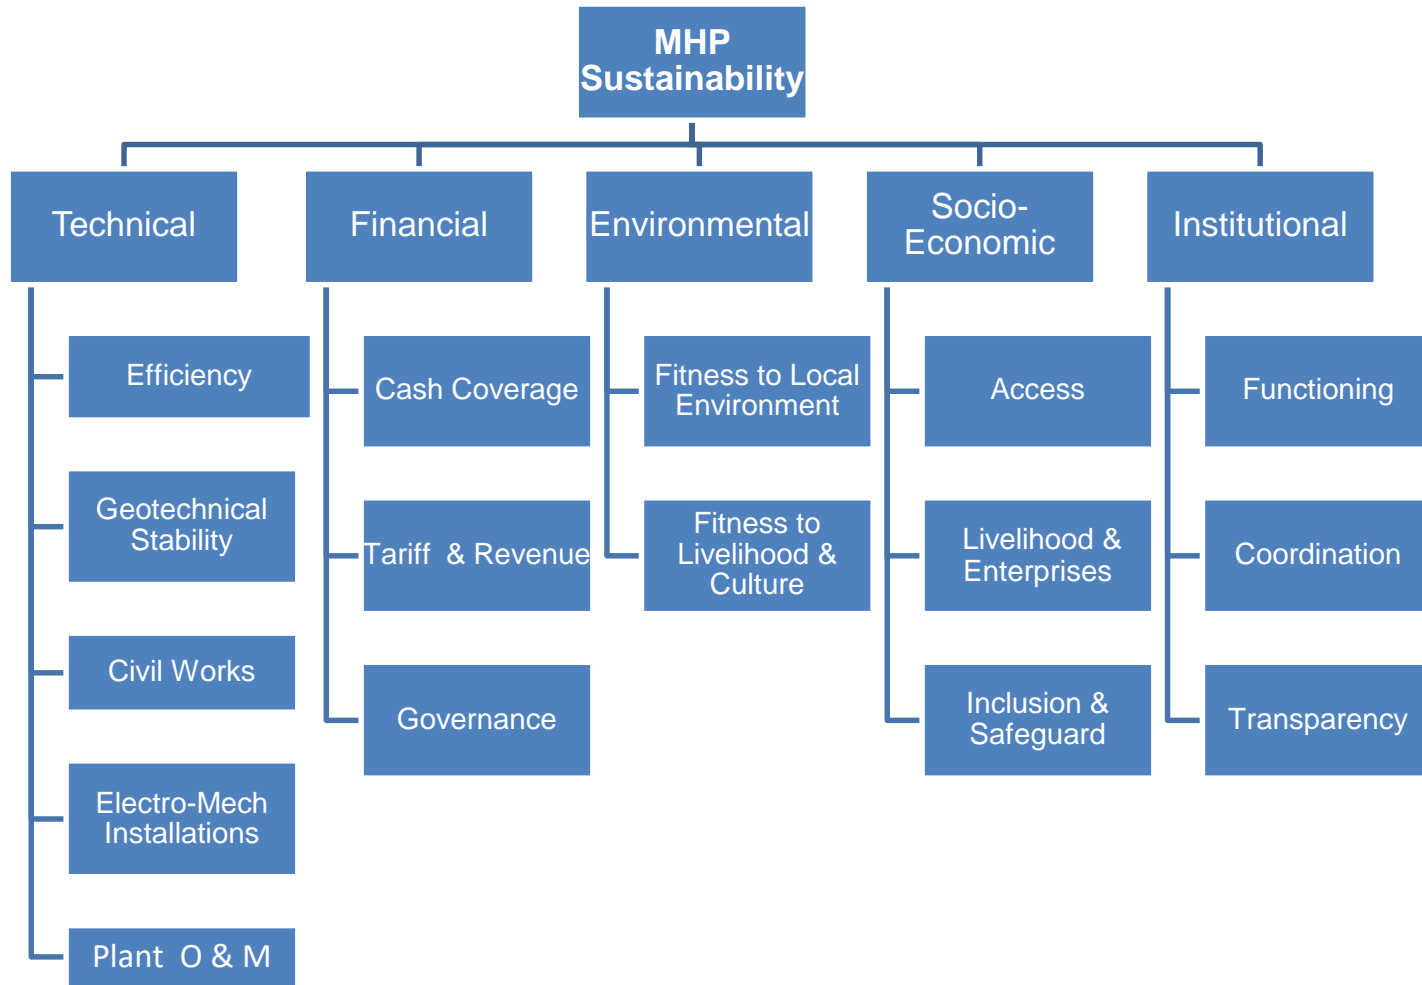 MHP
Sustainability
Technical
Financial
Environmental
Socio-
Economic
Institutional
Efficiency
Geotechnical
Stability
Civil Works
Electro-Mech
Installations
Plant  O & M
Cash Coverage
Tariff  & Revenue
Governance
Fitness to Local
Environment
Fitness to
Livelihood &
Culture
Access
Livelihood &
Enterprises
Inclusion &
Safeguard
Functioning
Coordination
Transparency